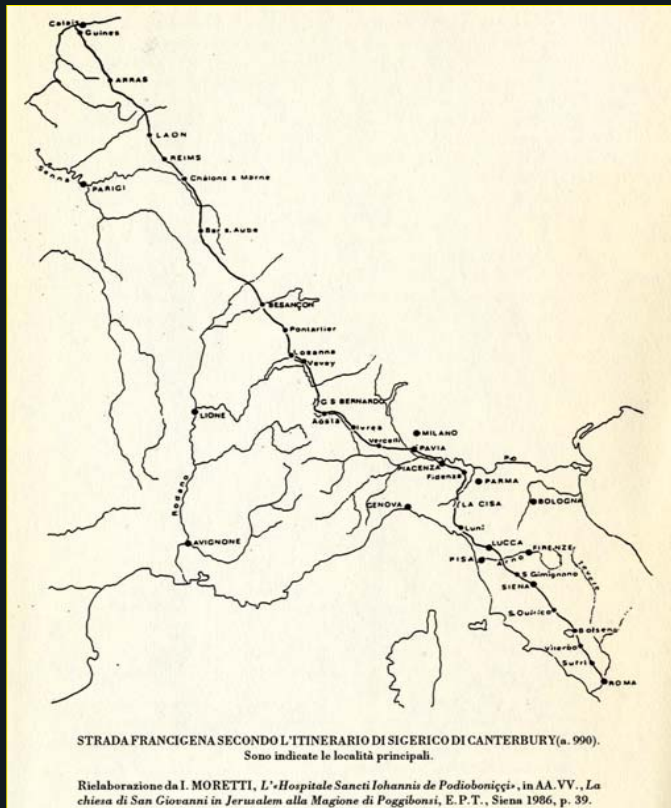 Calais
Guines
ARRAS
LAON
REIMS
Châlons s Marne
Senna
PARIGI
Bar s. Aube
BESANÇON
Pontarlier
Losanna
Vevey
G S BERNARDO
LIONE
Aosta
Ivrea
Vercelli
MILANO
PAVIA
PIACENZA
Po
Fidenza
PARMA
Rodano
GENOVA
LA CISA
BOLOGNA
AVIGNONE
Luni
LUCCA
FIRENZE
PISA
Arno
S. Gimignano
Tevere
SIENA
S. Quirico
Bolsena
Viterbo
Sutri
ROMA
STRADA FRANCIGENA SECONDO L'ITINERARIO DI SIGERICO DI CANTERBURY (a. 990).
Sono indicate le località principali.
Rielaborazione da I. MORETTI, L'«Hospitale Sancti Iohannis de Podiobonizi», in AA.VV., La
chiesa di San Giovanni in Jerusalem alla Magione di Poggibonsi, E.P.T., Siena 1986, p. 39.